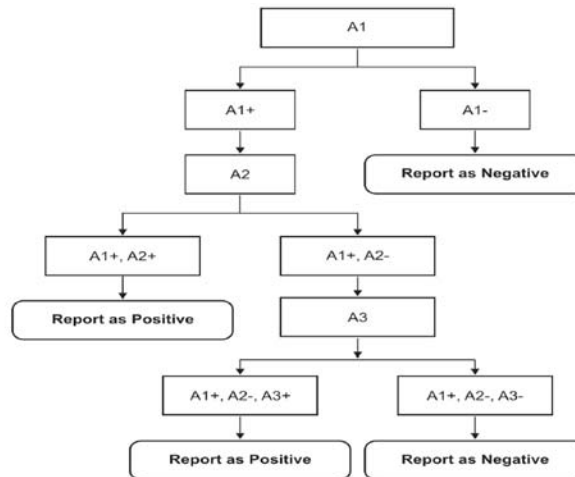 A1
A1+
A1-
A2
Report as Negative
A1+, A2+
A1+, A2-
Report as Positive
A3
A1+, A2-, A3+
A1+, A2-, A3-
Report as Positive
Report as Negative